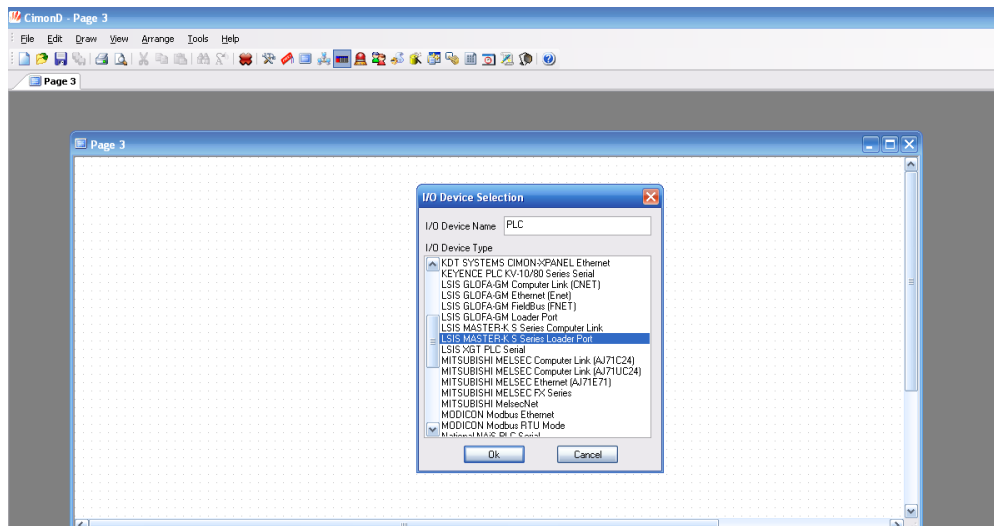 CimonD - Page 3
File Edit Draw View Arrange Tools Help
Page 3
Page 3
I/O Device Selection
I/O Device Name PLC
I/O Device Type
KDT SYSTEMS CIMON-XPANEL Ethernet
KEYENCE PLC KV-10/80 Series Serial
LSIS GLOFA-GM Computer Link (CNET)
LSIS GLOFA-GM Ethernet (Enet)
LSIS GLOFA-GM FieldBus (FNET)
LSIS GLOFA-GM Loader Port
LSIS MASTER-K S Series Computer Link
LSIS MASTER-K S Series Loader Port
LSIS XGT PLC Serial
MITSUBISHI MELSEC Computer Link (AJ71C24)
MITSUBISHI MELSEC Computer Link (AJ71UC24)
MITSUBISHI MELSEC Ethernet (AJ71E71)
MITSUBISHI MELSEC FX Series
MITSUBISHI MelsecNet
MODICON Modbus Ethernet
MODICON Modbus RTU Mode
National NAiS PLC Serial
Ok Cancel